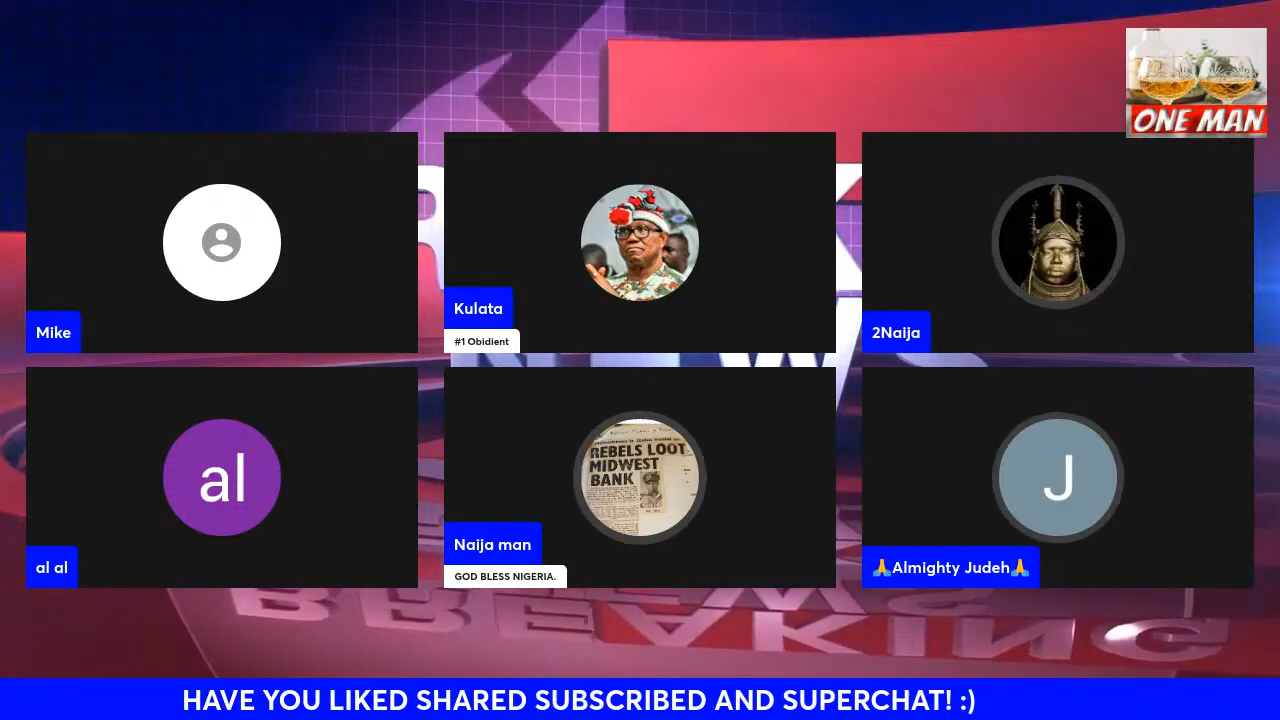 ONE MAN
Mike
Kulata
#1 Obidient
2Naija
al
al al
REBELS LOOT
MIDWEST
BANK
Naija man
GOD BLESS NIGERIA.
J
🙏Almighty Judeh🙏
BREAKING
HAVE YOU LIKED SHARED SUBSCRIBED AND SUPERCHAT! :)